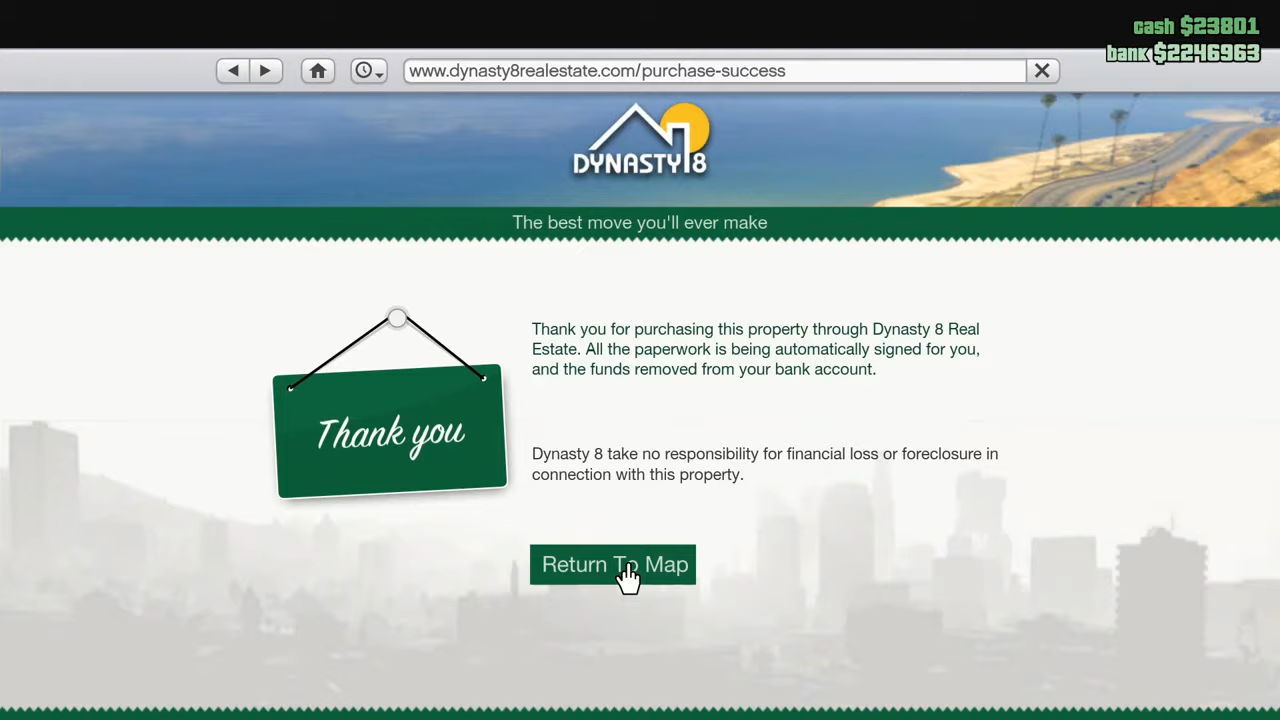 cash $23801
bank $2246963
www.dynasty8realestate.com/purchase-success
DYNASTY 8
The best move you'll ever make
Thank you for purchasing this property through Dynasty 8 Real
Estate. All the paperwork is being automatically signed for you,
and the funds removed from your bank account.
Thank you
Dynasty 8 take no responsibility for financial loss or foreclosure in
connection with this property.
Return To Map